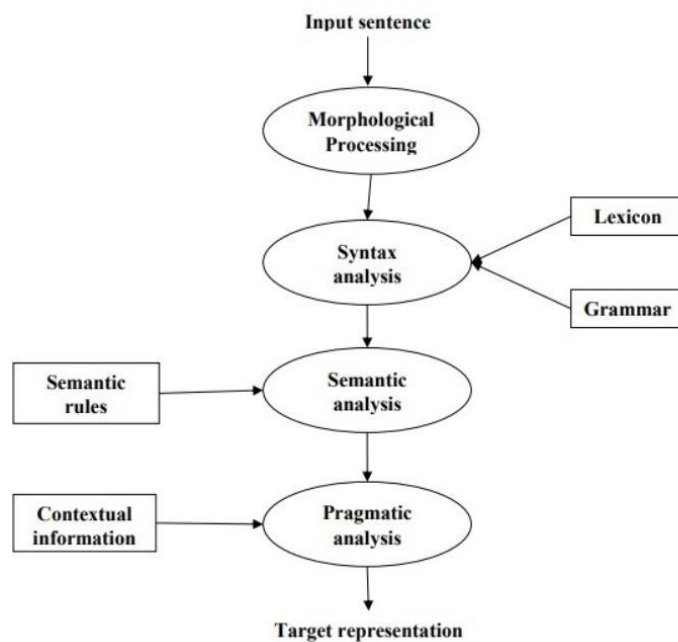 Input sentence
Morphological
Processing
Lexicon
Syntax
analysis
Grammar
Semantic
rules
Semantic
analysis
Contextual
information
Pragmatic
analysis
Target representation